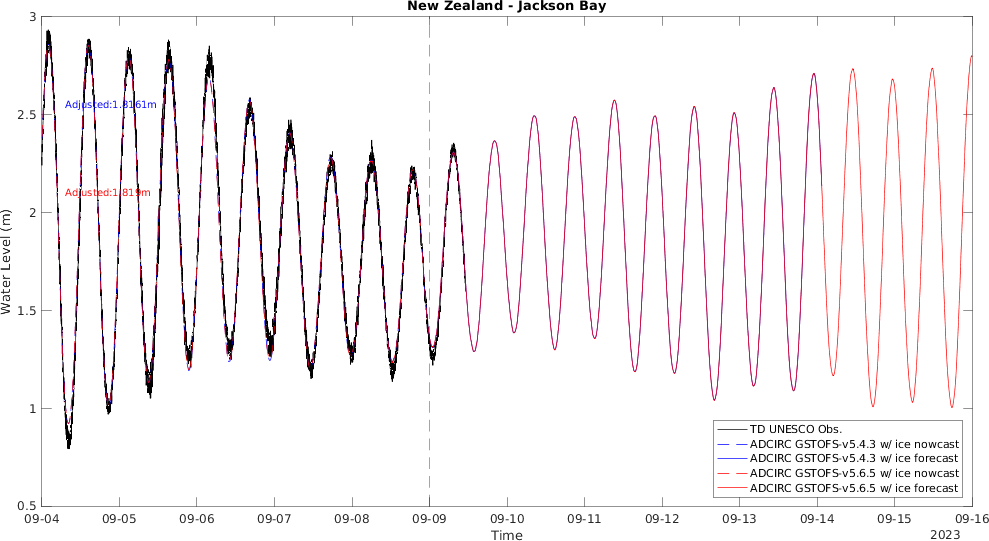 New Zealand - Jackson Bay
3
2.5
2
1.5
1
0.5
Water Level (m)
Adjusted:1.8161m
Adjusted:1.819m
TD UNESCO Obs.
ADCIRC GSTOFS-v5.4.3 w/ ice nowcast
ADCIRC GSTOFS-v5.4.3 w/ ice forecast
ADCIRC GSTOFS-v5.6.5 w/ ice nowcast
ADCIRC GSTOFS-v5.6.5 w/ ice forecast
09-04 09-05 09-06 09-07 09-08 09-09 09-10 09-11 09-12 09-13 09-14 09-15 09-16
Time
2023